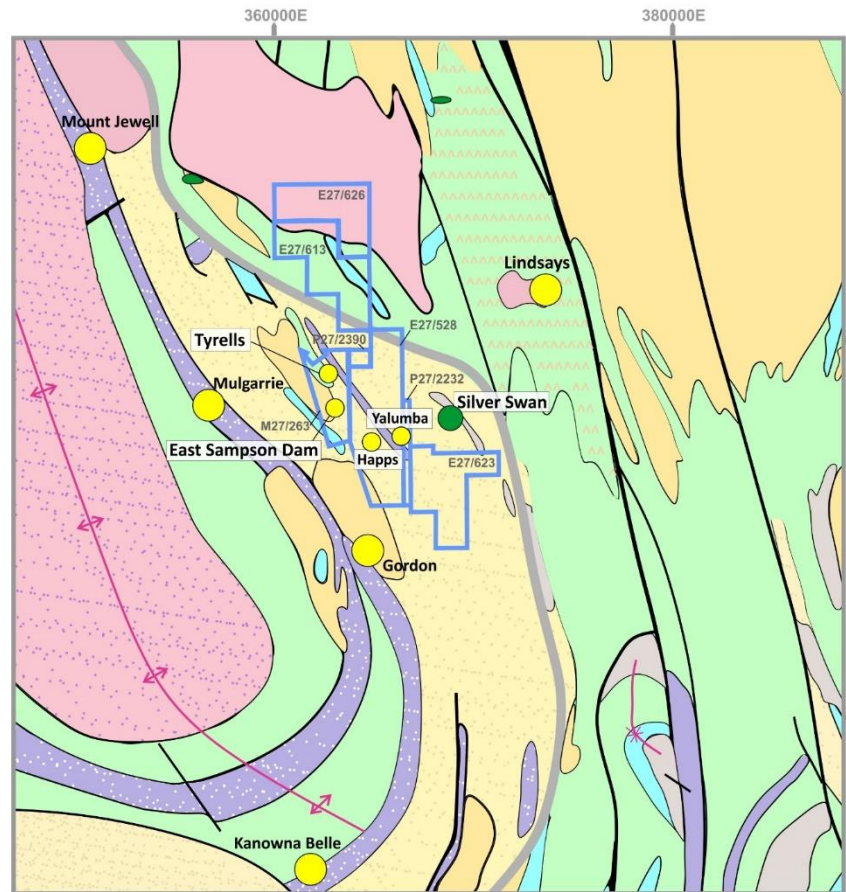 360000E
380000E
Mount Jewell
E27/626
E27/613
Lindsays
E27/528
P27/2390
Tyrells
P27/2232
Mulgarrie
Silver Swan
M27/263
Yalumba
East Sampson Dam
E27/623
Happs
Gordon
Kanowna Belle